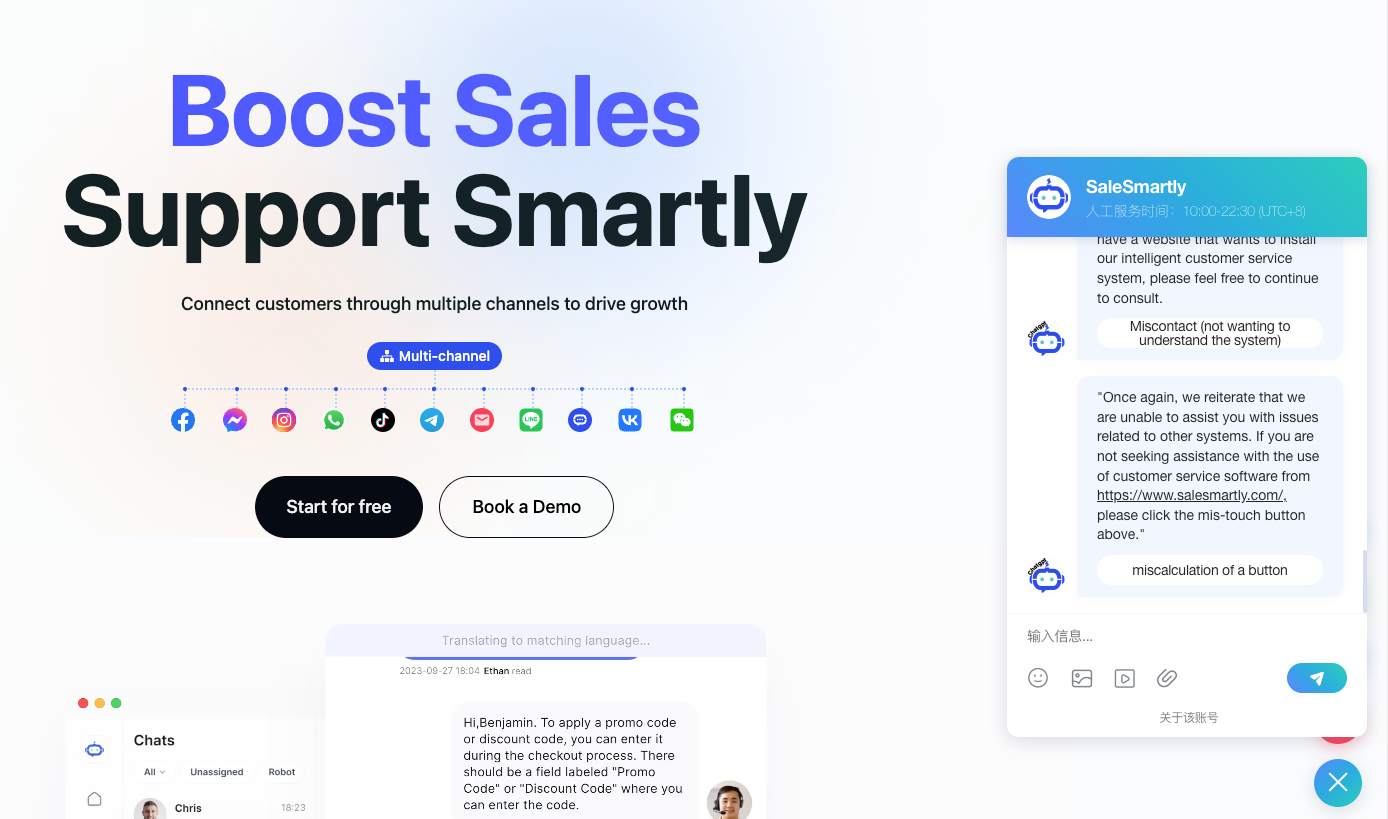 Boost Sales
Support Smartly
Connect customers through multiple channels to drive growth
Multi-channel
LINE
Start for free
Book a Demo
Translating to matching language...
2023-09-27 18:04 Ethan read
Hi,Benjamin. To apply a promo code
or discount code, you can enter it
during the checkout process. There
should be a field labeled "Promo
Code" or "Discount Code" where you
can enter the code.
Chats
All
Unassigned
Robot
Chris
18:23
SaleSmartly
人工服务时间：10:00-22:30 (UTC+8)
have a website that wants to install
our intelligent customer service
system, please feel free to continue
to consult.
Miscontact (not wanting to
understand the system)
Chatgpt
"Once again, we reiterate that we
are unable to assist you with issues
related to other systems. If you are
not seeking assistance with the use
of customer service software from
https://www.salesmartly.com/,
please click the mis-touch button
above."
miscalculation of a button
Chatgpt
输入信息...
关于该账号